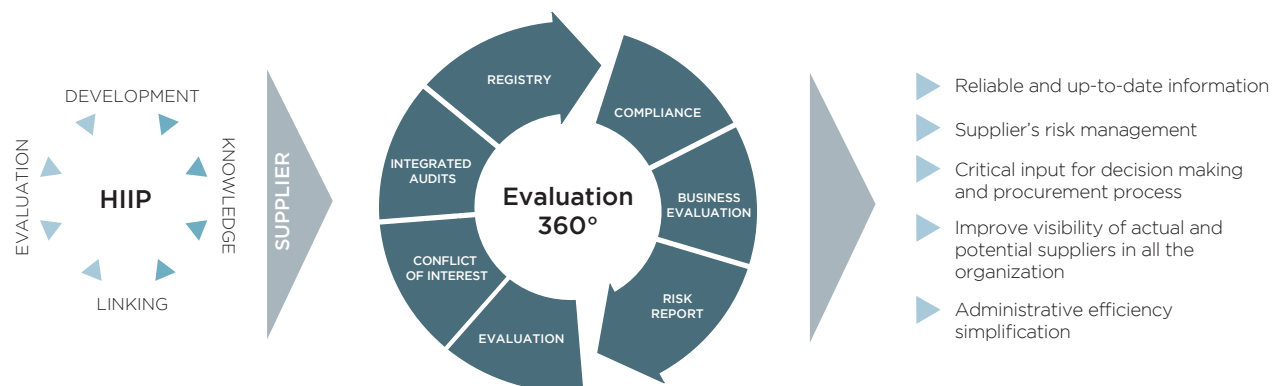 DEVELOPMENT
EVALUATION
HIIP
KNOWLEDGE
LINKING
SUPPLIER
REGISTRY
COMPLIANCE
INTEGRATED
AUDITS
BUSINESS
EVALUATION
Evaluation
360°
CONFLICT
OF INTEREST
RISK
REPORT
EVALUATION
Reliable and up-to-date information
Supplier's risk management
Critical input for decision making
and procurement process
Improve visibility of actual and
potential suppliers in all the
organization
Administrative efficiency
simplification